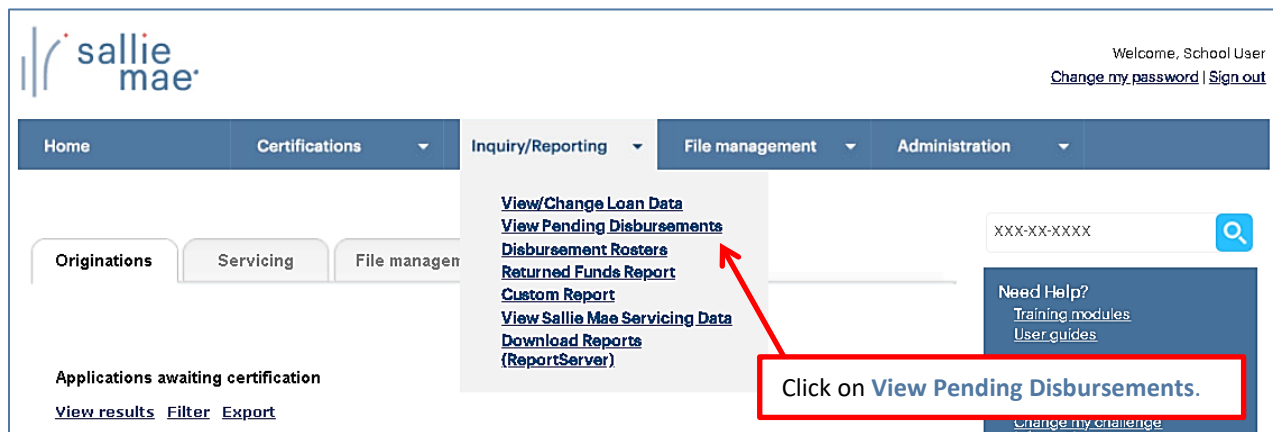 sallie
mae
Welcome, School User
Change my password | Sign out
Home Certifications Inquiry/Reporting File management Administration
View/Change Loan Data
View Pending Disbursements
Disbursement Rosters
Returned Funds Report
Custom Report
View Sallie Mae Servicing Data
Download Reports
(ReportServer)
XXX-XX-XXXX
Originations Servicing File managem
Need Help?
Training modules
User guides
Applications awaiting certification
View results Filter Export
Click on View Pending Disbursements.
Change my challenge